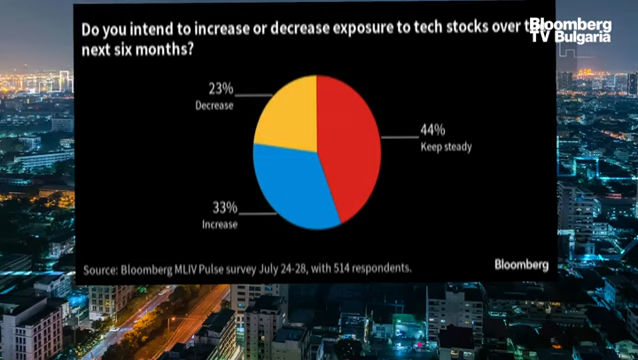 Do you intend to increase or decrease exposure to tech stocks over
next six months?
Bloomberg
TV Bulgaria
23%
Decrease
44%
Keep steady
33%
Increase
Source: Bloomberg MLIV Pulse survey July 24-28, with 514 respondents.
Bloomberg